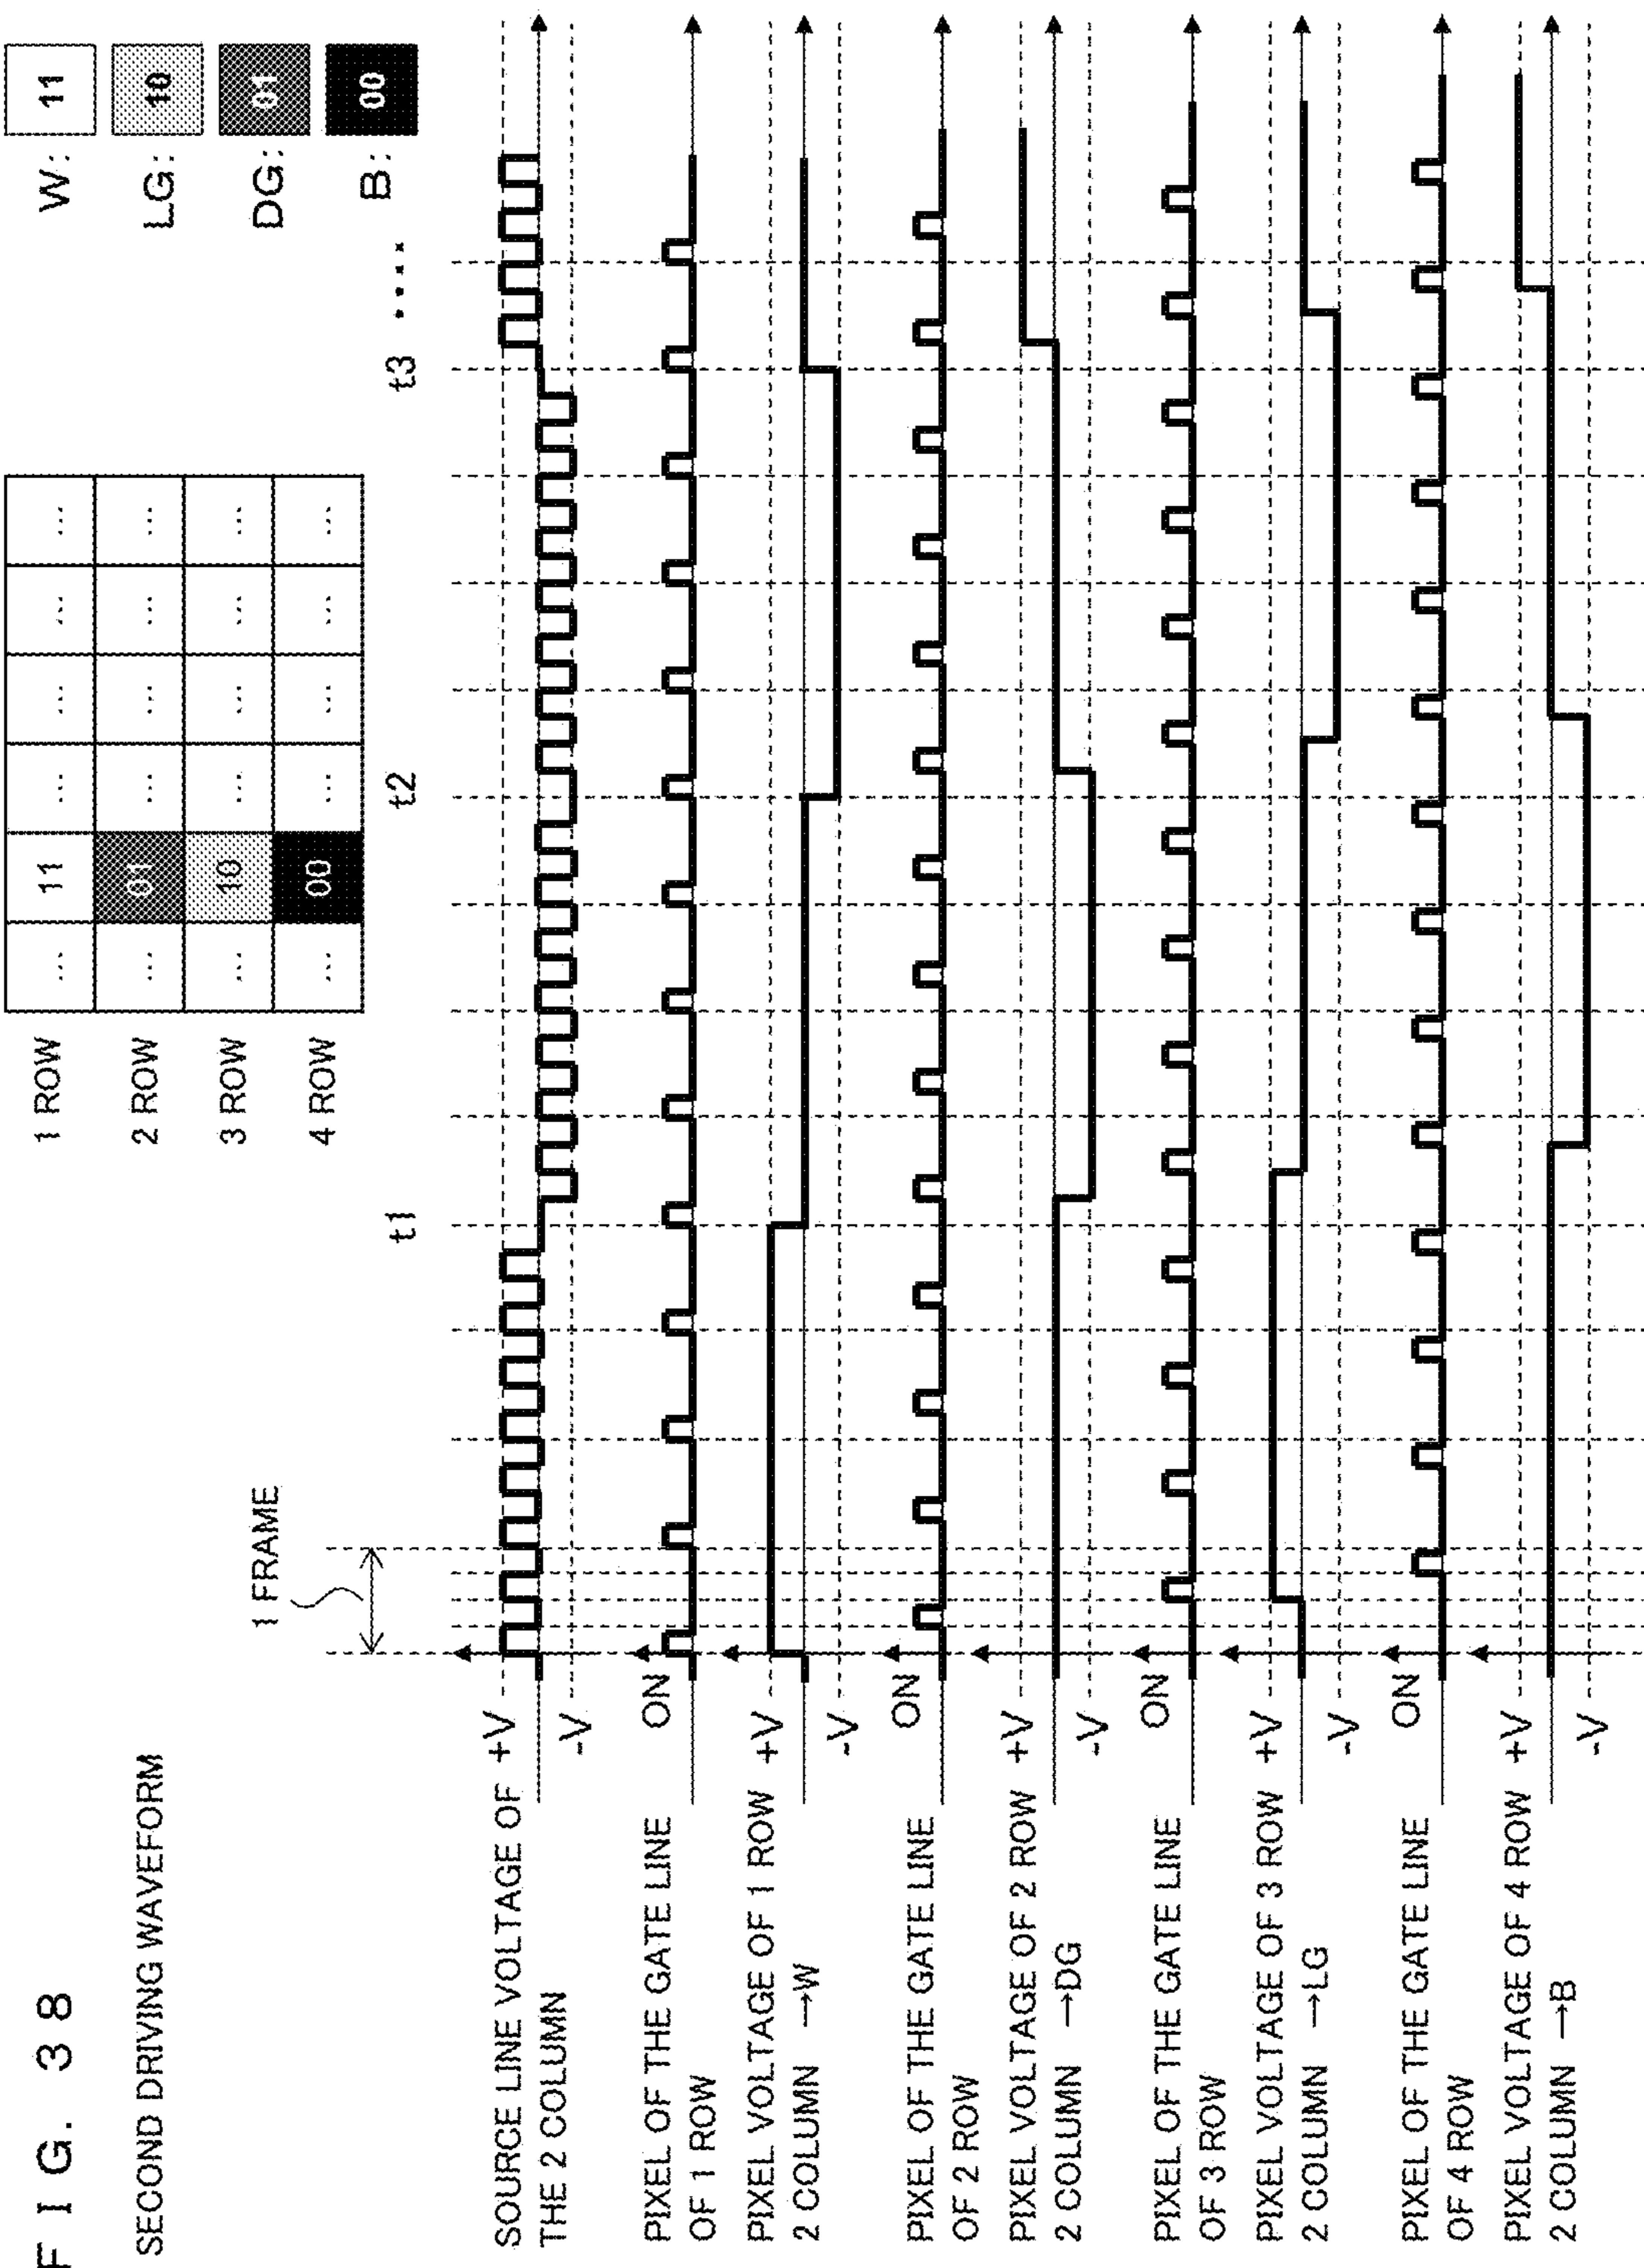 FIG. 38
SECOND DRIVING WAVEFORM
1 ROW ... 11 ... ... ... ...
2 ROW ... 01 ... ... ... ...
3 ROW ... 10 ... ... ... ...
4 ROW ... 00 ... ... ... ...
W: 11
LG: 10
DG: 01
B: 00
1 FRAME
t1 t2 t3 ....
SOURCE LINE VOLTAGE OF
THE 2 COLUMN
+V
-V
PIXEL OF THE GATE LINE
OF 1 ROW
ON
PIXEL VOLTAGE OF 1 ROW
2 COLUMN →W
+V
-V
PIXEL OF THE GATE LINE
OF 2 ROW
ON
PIXEL VOLTAGE OF 2 ROW
2 COLUMN →DG
+V
-V
PIXEL OF THE GATE LINE
OF 3 ROW
ON
PIXEL VOLTAGE OF 3 ROW
2 COLUMN →LG
+V
-V
PIXEL OF THE GATE LINE
OF 4 ROW
ON
PIXEL VOLTAGE OF 4 ROW
2 COLUMN →B
+V
-V